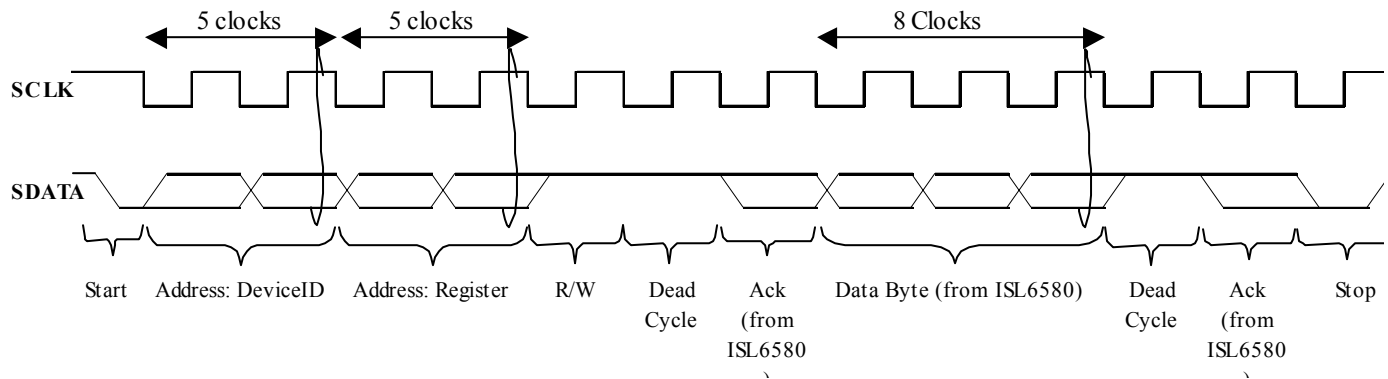 5 clocks
5 clocks
8 Clocks
SCLK
SDATA
Start
Address: DeviceID
Address: Register
R/W
Dead
Cycle
Ack
(from
ISL6580
)
Data Byte (from ISL6580)
Dead
Cycle
Ack
(from
ISL6580
)
Stop